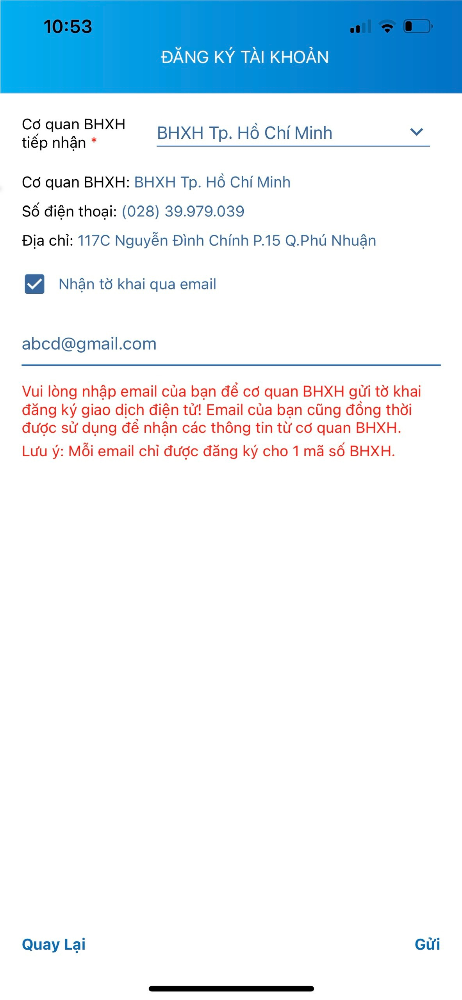 10:53
ĐĂNG KÝ TÀI KHOẢN
Cơ quan BHXH
tiếp nhận *
BHXH Tp. Hồ Chí Minh
Cơ quan BHXH: BHXH Tp. Hồ Chí Minh
Số điện thoại: (028) 39.979.039
Địa chỉ: 117C Nguyễn Đình Chính P.15 Q.Phú Nhuận
Nhận tờ khai qua email
abcd@gmail.com
Vui lòng nhập email của bạn để cơ quan BHXH gửi tờ khai
đăng ký giao dịch điện tử! Email của bạn cũng đồng thời
được sử dụng để nhận các thông tin từ cơ quan BHXH.
Lưu ý: Mỗi email chỉ được đăng ký cho 1 mã số BHXH.
Quay Lại
Gửi